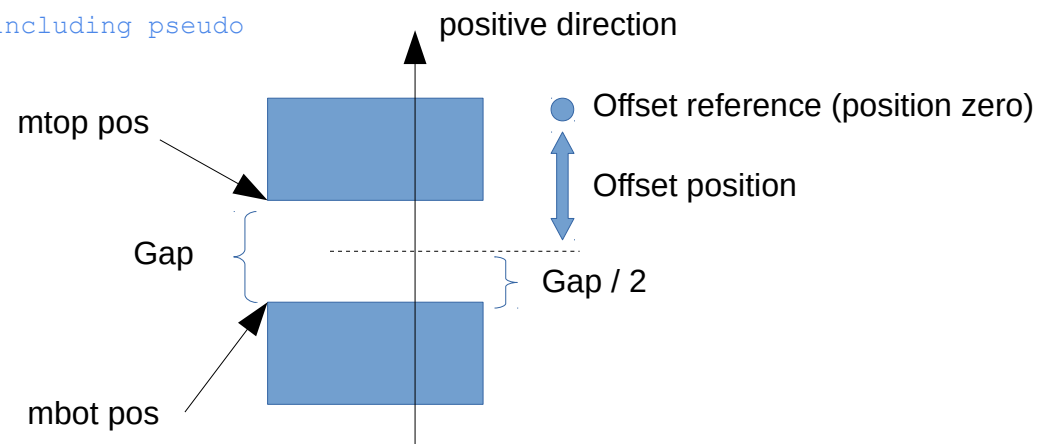 including pseudo
positive direction
Offset reference (position zero)
mtop pos
Offset position
Gap
Gap / 2
mbot pos